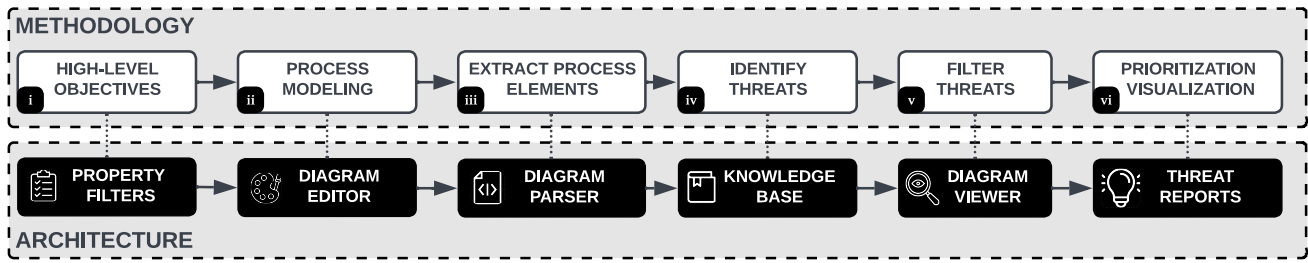 METHODOLOGY
HIGH-LEVEL
OBJECTIVES
i
PROCESS
MODELING
ii
EXTRACT PROCESS
ELEMENTS
iii
IDENTIFY
THREATS
iv
FILTER
THREATS
v
PRIORITIZATION
VISUALIZATION
vi
PROPERTY
FILTERS
DIAGRAM
EDITOR
DIAGRAM
PARSER
KNOWLEDGE
BASE
DIAGRAM
VIEWER
THREAT
REPORTS
ARCHITECTURE